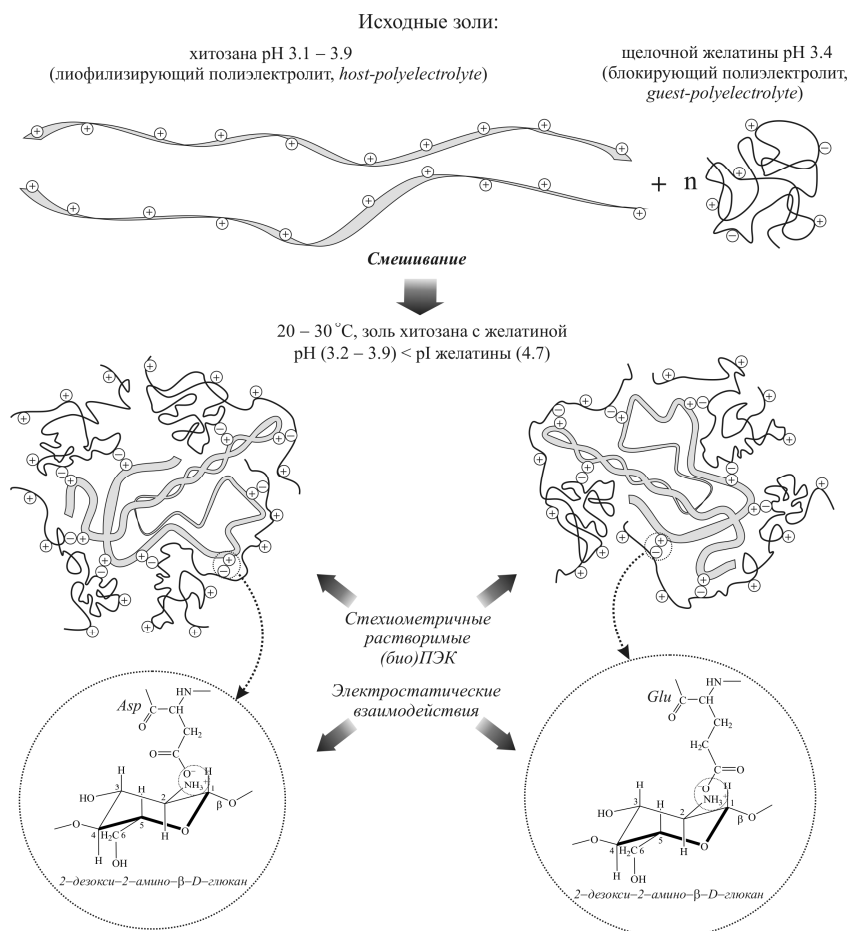 Исходные золи:
хитозана pH 3.1 – 3.9
(лиофилизирующий полиэлектролит, host-polyelectrolyte)
щелочной желатины pH 3.4
(блокирующий полиэлектролит,
guest-polyelectrolyte)
+ n
Смешивание
20 – 30 °C, золь хитозана с желатиной
pH (3.2 – 3.9) < pI желатины (4.7)
Стехиометричные
растворимые
(био)ПЭК
Электростатические
взаимодействия
Asp
HN
C
CH
O
CH₂
O
C
O⁻
H
H
H
NH₃⁺
3
2
1
HO
O
β
O
4
H₂C
6
5
H
O
H
OH
2–дезокси–2–амино–β–D–глюкан
Glu
HN
C
CH
O
CH₂
H₂C
C
O
O
H
H
H
NH₃⁺
3
2
1
HO
O
β
O
4
H₂C
6
5
H
O
H
OH
2–дезокси–2–амино–β–D–глюкан